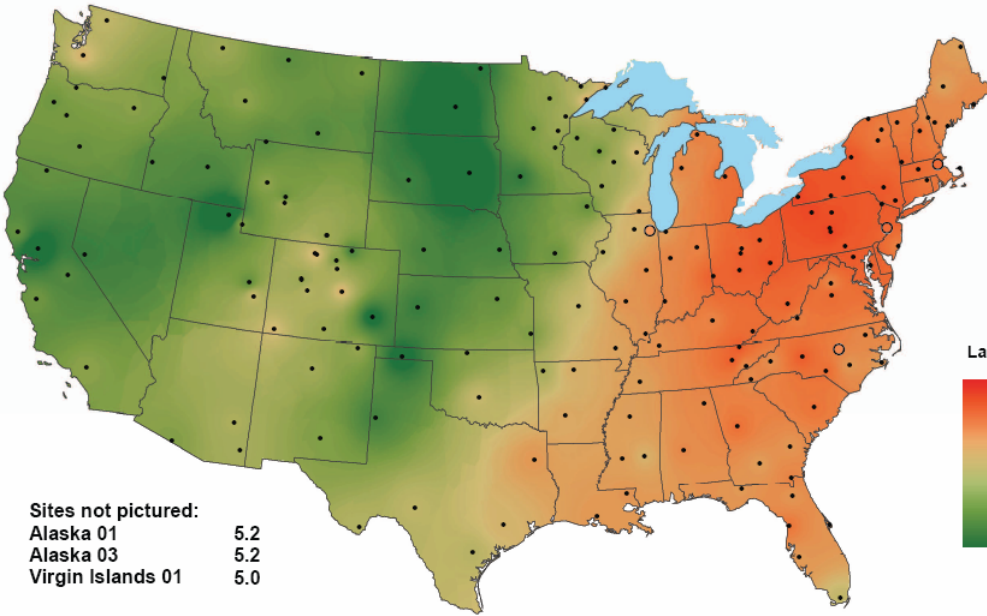 La
Sites not pictured:
Alaska 01 5.2
Alaska 03 5.2
Virgin Islands 01 5.0